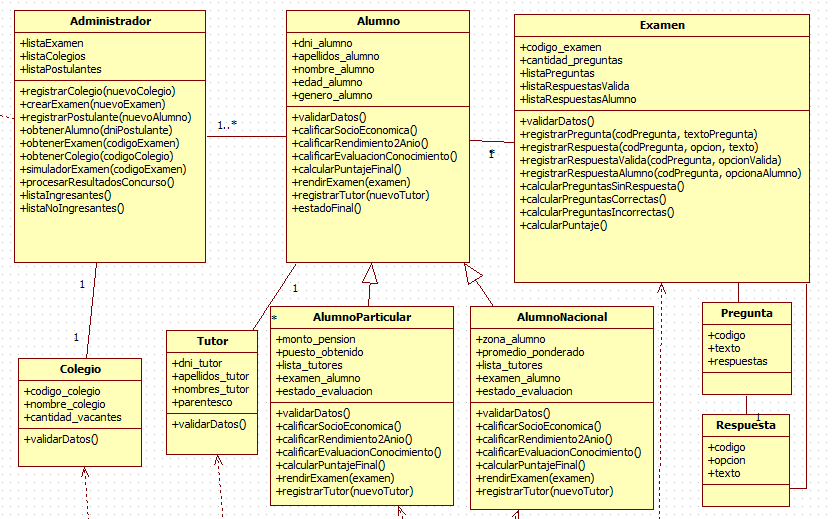 Administrador
+listaExamen
+listaColegios
+listaPostulantes
+registrarColegio(nuevoColegio)
+crearExamen(nuevoExamen)
+registrarPostulante(nuevoAlumno)
+obtenerAlumno(dniPostulante)
+obtenerExamen(codigoExamen)
+obtenerColegio(codigoColegio)
+simuladorExamen(codigoExamen)
+procesarResultadosConcurso()
+listaIngresantes()
+listaNoIngresantes()
1..*
Alumno
+dni_alumno
+apellidos_alumno
+nombre_alumno
+edad_alumno
+genero_alumno
+validarDatos()
+calificarSocioEconomica()
+calificarRendimiento2Anio()
+calificarEvaluacionConocimiento()
+calcularPuntajeFinal()
+rendirExamen(examen)
+registrarTutor(nuevoTutor)
+estadoFinal()
*
1
Examen
+codigo_examen
+cantidad_preguntas
+listaPreguntas
+listaRespuestasValida
+listaRespuestasAlumno
+validarDatos()
+registrarPregunta(codPregunta, textoPregunta)
+registrarRespuesta(codPregunta, opcion, texto)
+registrarRespuestaValida(codPregunta, opcionValida)
+registrarRespuestaAlumno(codPregunta, opcionaAlumno)
+calcularPreguntasSinRespuesta()
+calcularPreguntasCorrectas()
+calcularPreguntasIncorrectas()
+calcularPuntaje()
1
1
Colegio
+codigo_colegio
+nombre_colegio
+cantidad_vacantes
+validarDatos()
1
*
Tutor
+dni_tutor
+apellidos_tutor
+nombres_tutor
+parentesco
+validarDatos()
AlumnoParticular
+monto_pension
+puesto_obtenido
+lista_tutores
+examen_alumno
+estado_evaluacion
+validarDatos()
+calificarSocioEconomica()
+calificarRendimiento2Anio()
+calificarEvaluacionConocimiento()
+calcularPuntajeFinal()
+rendirExamen(examen)
+registrarTutor(nuevoTutor)
AlumnoNacional
+zona_alumno
+promedio_ponderado
+lista_tutores
+examen_alumno
+estado_evaluacion
+validarDatos()
+calificarSocioEconomica()
+calificarRendimiento2Anio()
+calificarEvaluacionConocimiento()
+calcularPuntajeFinal()
+rendirExamen(examen)
+registrarTutor(nuevoTutor)
Pregunta
+codigo
+texto
+respuestas
1
Respuesta
+codigo
+opcion
+texto